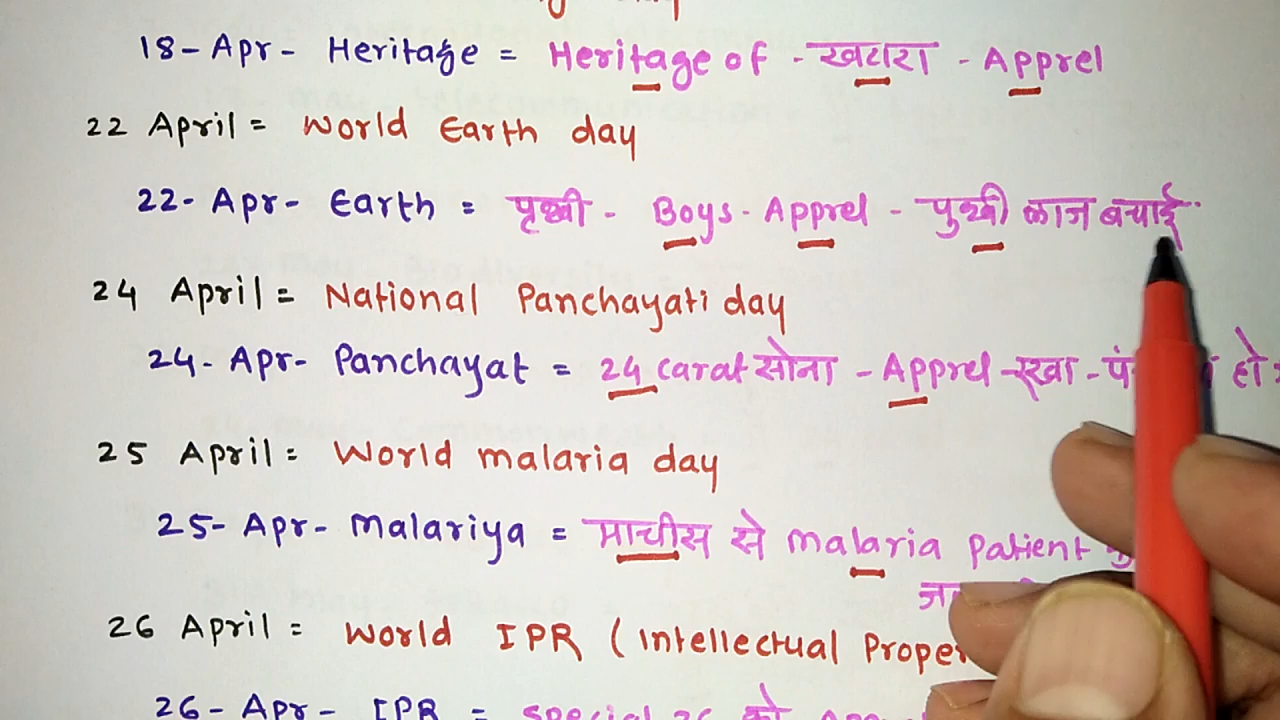 18-Apr- Heritage = Heritage of - खटारा - Apprel
22 April = World Earth day
22- Apr- Earth = पृथ्वी - Boys - Apprel - पुथ्वी लाज बचाई
24 April = National Panchayati day
24- Apr- Panchayat = 24 carat सोना - Apprel - रखा - हो
25 April = World malaria day
25- Apr- Malariya = माचीस से malaria patient
26 April = World IPR (Intellectual
26- Apr- IPR = special 26 को